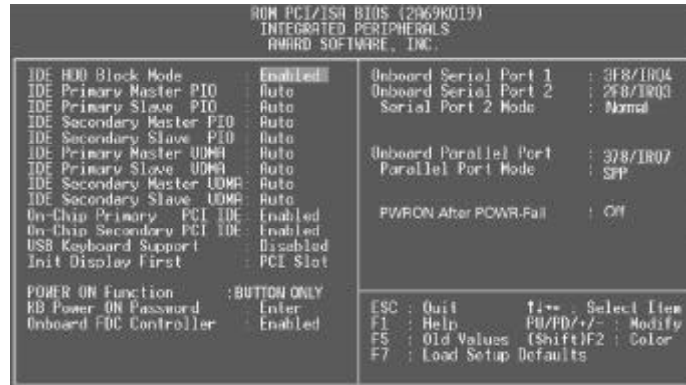 ROM PCI/ISA BIOS (2A69KO19)
INTEGRATED PERIPHERALS
AWARD SOFTWARE, INC.
IDE HDD Block Mode : Enabled
IDE Primary Master PIO : Auto
IDE Primary Slave PIO : Auto
IDE Secondary Master PIO : Auto
IDE Secondary Slave PIO : Auto
IDE Primary Master UDMA : Auto
IDE Primary Slave UDMA : Auto
IDE Secondary Master UDMA: Auto
IDE Secondary Slave UDMA: Auto
On-Chip Primary PCI IDE: Enabled
On-Chip Secondary PCI IDE: Enabled
USB Keyboard Support : Disabled
Init Display First : PCI Slot
POWER ON Function :BUTTON ONLY
KB Power ON Password : Enter
Onboard FDC Controller : Enabled
Onboard Serial Port 1 : 3F8/IRQ4
Onboard Serial Port 2 : 2F8/IRQ3
Serial Port 2 Mode : Normal
Onboard Parallel Port : 378/IRQ7
Parallel Port Mode : SPP
PWRON After POWR-Fail : Off
ESC : Quit ↑↓→← : Select Item
F1 : Help PU/PD/+/- : Modify
F5 : Old Values (Shift)F2 : Color
F7 : Load Setup Defaults